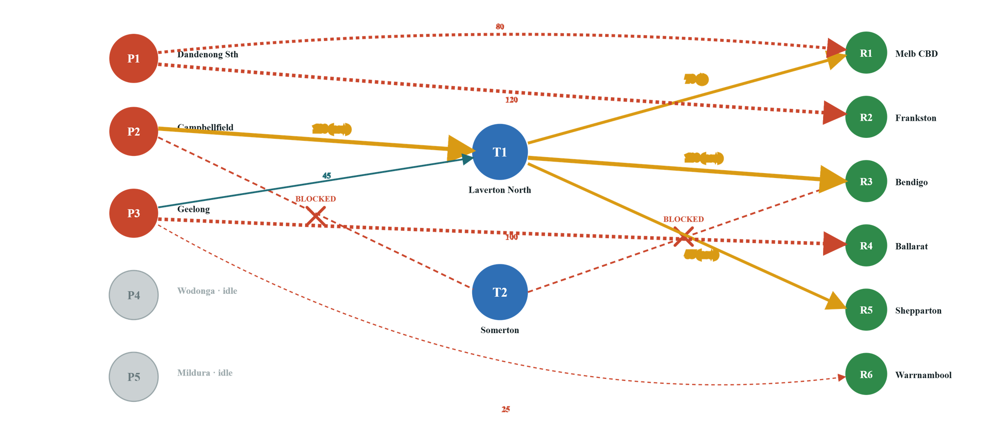 80
P1
Dandenong Sth
R1
Melb CBD
120
P2
Campbellfield
R2
Frankston
T1
Laverton North
45
R3
Bendigo
BLOCKED
P3
Geelong
BLOCKED
100
R4
Ballarat
P4
Wodonga · idle
T2
Somerton
R5
Shepparton
P5
Mildura · idle
R6
Warrnambool
25